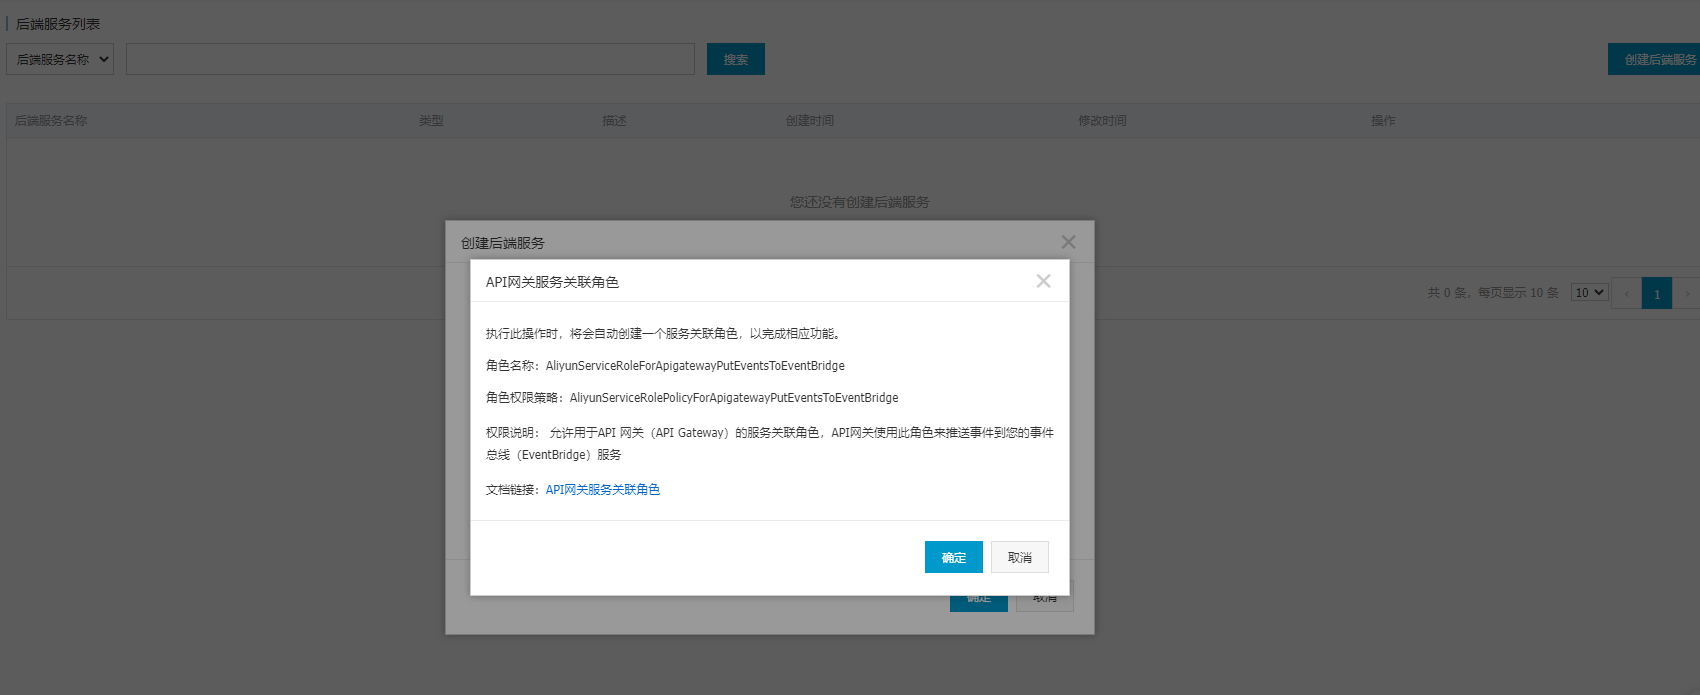 后端服务列表
后端服务名称
搜索
创建后端服务
后端服务名称 类型 描述 创建时间 修改时间 操作
您还没有创建后端服务
共 0 条，每页显示 10 条 10 ‹ 1 ›
创建后端服务
API网关服务关联角色
执行此操作时，将会自动创建一个服务关联角色，以完成相应功能。
角色名称：AliyunServiceRoleForApigatewayPutEventsToEventBridge
角色权限策略：AliyunServiceRolePolicyForApigatewayPutEventsToEventBridge
权限说明： 允许用于API 网关（API Gateway）的服务关联角色，API网关使用此角色来推送事件到您的事件
总线（EventBridge）服务
文档链接：API网关服务关联角色
确定 取消
确定 取消